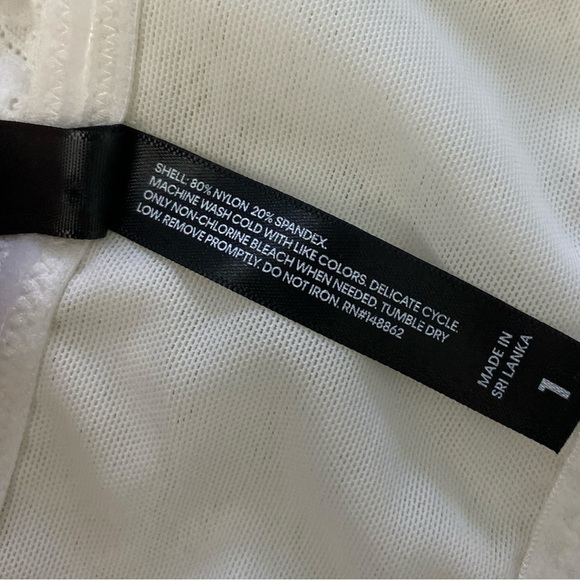 SHELL: 80% NYLON 20% SPANDEX.
MACHINE WASH COLD WITH LIKE COLORS. DELICATE CYCLE.
ONLY NON-CHLORINE BLEACH WHEN NEEDED. TUMBLE DRY
LOW. REMOVE PROMPTLY. DO NOT IRON. RN#148862
MADE IN
SRI LANKA
1